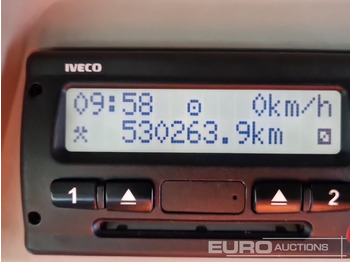 IVECO
09:58 0km/h
530263.9km
1 2
EURO AUCTIONS